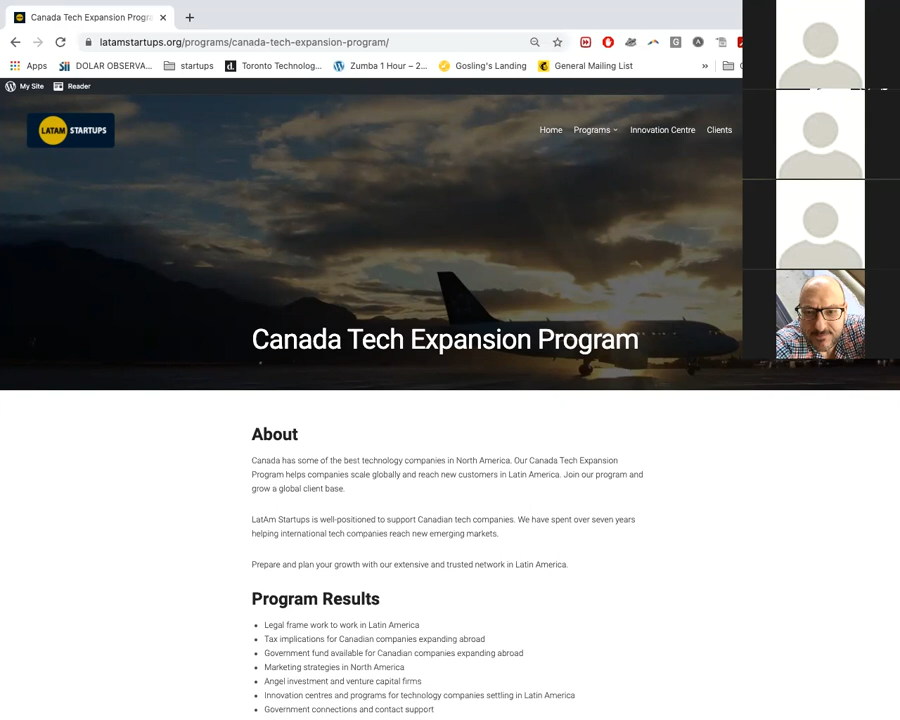 Canada Tech Expansion Progra
latamstartups.org/programs/canada-tech-expansion-program/
Apps DOLAR OBSERVA... startups Toronto Technolog... Zumba 1 Hour – 2... Gosling's Landing General Mailing List »
My Site Reader
LATAM STARTUPS
Home Programs Innovation Centre Clients
Canada Tech Expansion Program
About
Canada has some of the best technology companies in North America. Our Canada Tech Expansion
Program helps companies scale globally and reach new customers in Latin America. Join our program and
grow a global client base.
LatAm Startups is well-positioned to support Canadian tech companies. We have spent over seven years
helping international tech companies reach new emerging markets.
Prepare and plan your growth with our extensive and trusted network in Latin America.
Program Results
• Legal frame work to work in Latin America
• Tax implications for Canadian companies expanding abroad
• Government fund available for Canadian companies expanding abroad
• Marketing strategies in North America
• Angel investment and venture capital firms
• Innovation centres and programs for technology companies settling in Latin America
• Government connections and contact support